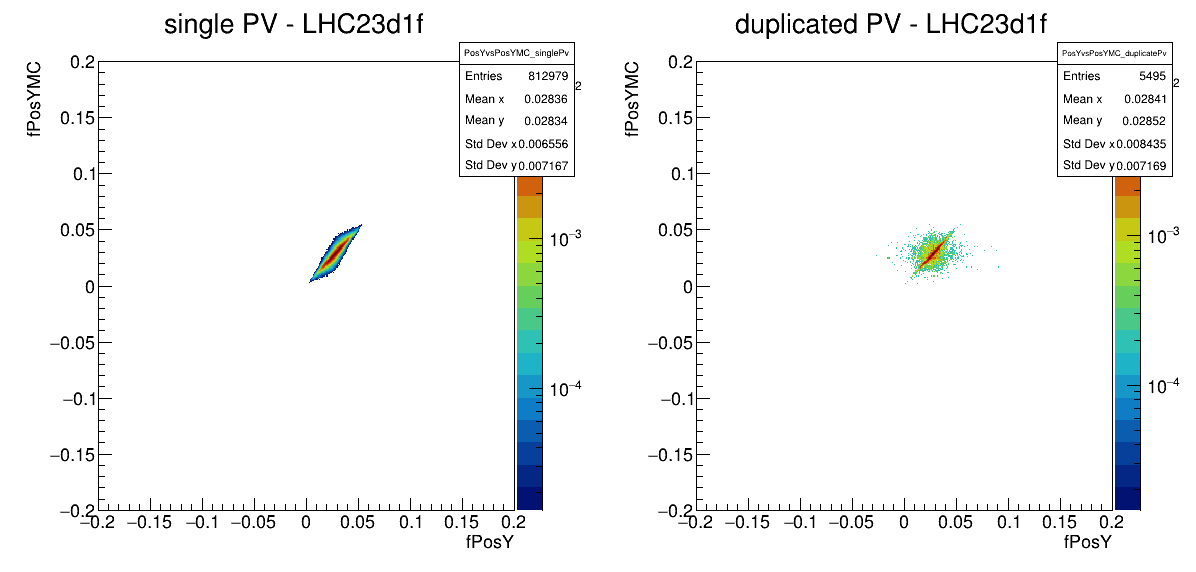 single PV - LHC23d1f
PosYvsPosYMC_singlePv
Entries 812979
Mean x 0.02836
Mean y 0.02834
Std Dev x 0.006556
Std Dev y 0.007167
fPosYMC
0.2
0.15
0.1
0.05
0
−0.05
−0.1
−0.15
−0.2
−0.2 −0.15 −0.1 −0.05 0 0.05 0.1 0.15 0.2
fPosY
2
10−3
10−4
duplicated PV - LHC23d1f
PosYvsPosYMC_duplicatePv
Entries 5495
Mean x 0.02841
Mean y 0.02852
Std Dev x 0.008435
Std Dev y 0.007169
fPosYMC
0.2
0.15
0.1
0.05
0
−0.05
−0.1
−0.15
−0.2
−0.2 −0.15 −0.1 −0.05 0 0.05 0.1 0.15 0.2
fPosY
2
10−3
10−4